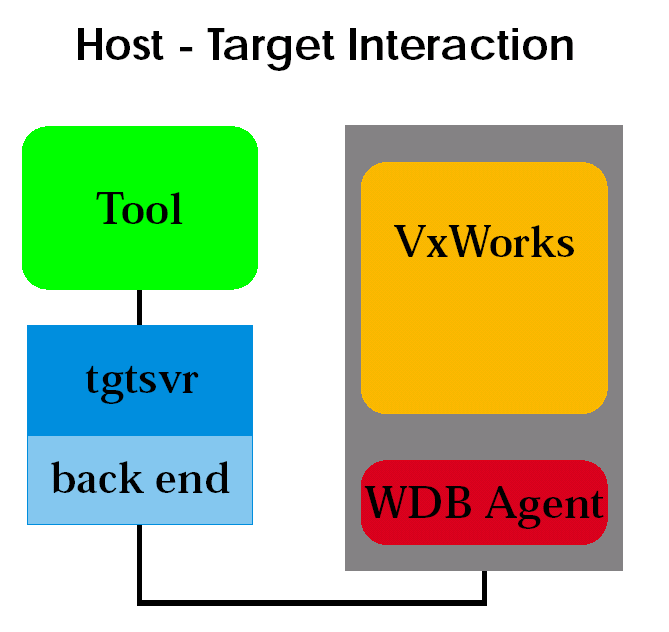 Host - Target Interaction
Tool
VxWorks
tgtsvr
back end
WDB Agent